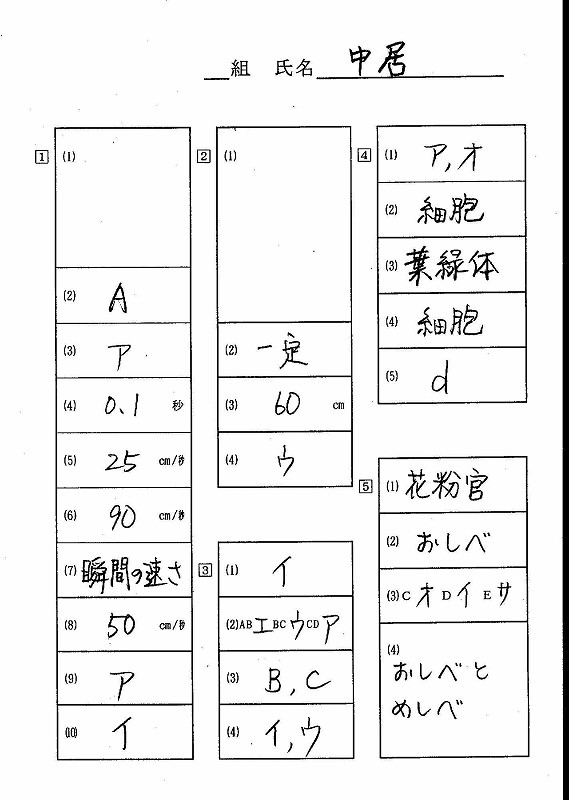 組 氏名 中居
1
(1)
(2) A
(3) ア
(4) 0.1 秒
(5) 25 cm/秒
(6) 90 cm/秒
(7) 瞬間の速さ
(8) 50 cm/秒
(9) ア
(10) イ
2
(1)
(2) 一定
(3) 60 cm
(4) ウ
3
(1) イ
(2) AB エ BC ウ CD ア
(3) B, C
(4) イ, ウ
4
(1) ア, オ
(2) 細胞
(3) 葉緑体
(4) 細胞
(5) d
5
(1) 花粉官
(2) おしべ
(3) C オ D イ E サ
(4)
おしべと
めしべ